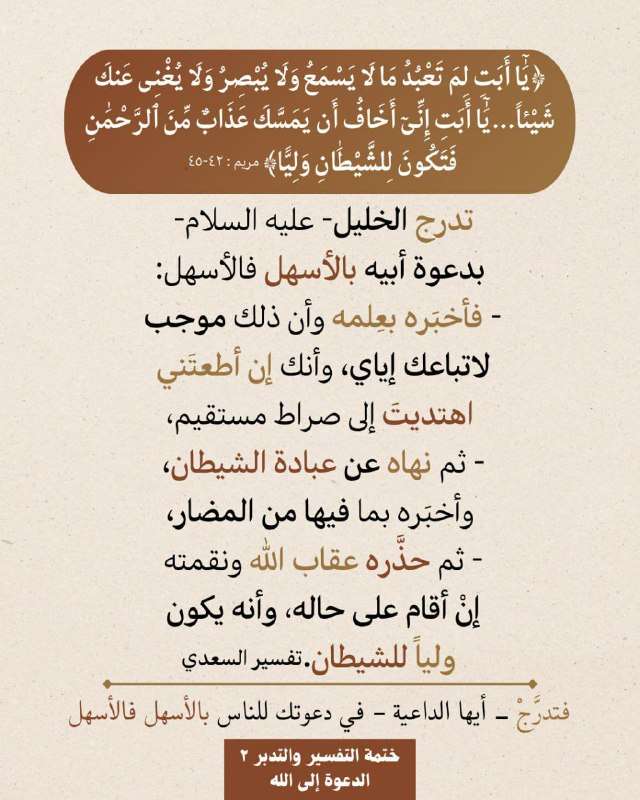 ﴿يَٰٓا أَبَتِ لِمَ تَعْبُدُ مَا لَا يَسْمَعُ وَلَا يُبْصِرُ وَلَا يُغْنِى عَنكَ
شَيْئاً...يَٰٓا أَبَتِ إِنِّىٓ أَخَافُ أَن يَمَسَّكَ عَذَابٌ مِّنَ ٱلرَّحْمَٰنِ
فَتَكُونَ لِلشَّيْطَٰنِ وَلِيًّا﴾ مريم : ٤٢-٤٥
تدرج الخليل- عليه السلام-
بدعوة أبيه بالأسهل فالأسهل:
- فأخبَره بعِلمه وأن ذلك موجب
لاتباعك إياي، وأنك إن أطعتَني
اهتديتَ إلى صراط مستقيم،
- ثم نهاه عن عبادة الشيطان،
وأخبَره بما فيها من المضار،
- ثم حذَّره عقاب الله ونقمته
إنْ أقام على حاله، وأنه يكون
ولياً للشيطان.تفسير السعدي
فتدرَّجْ – أيها الداعية – في دعوتك للناس بالأسهل فالأسهل
ختمة التفسير والتدبر ٢
الدعوة إلى الله